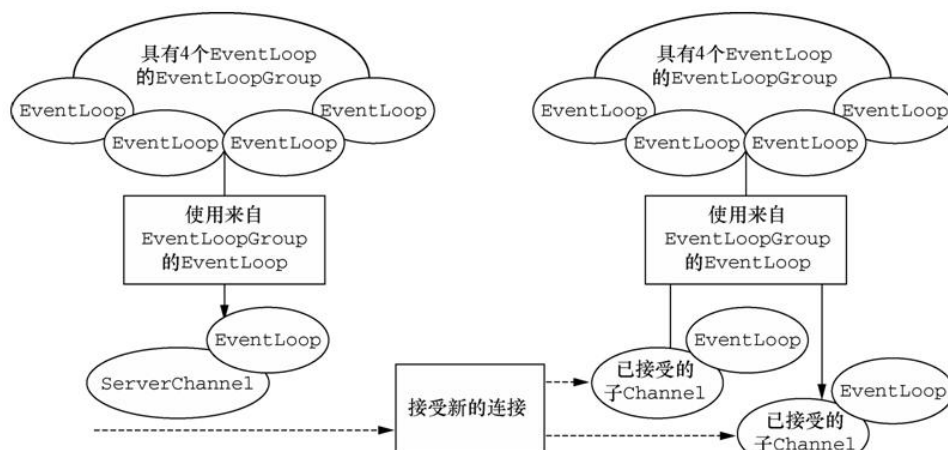 具有4个EventLoop
的EventLoopGroup
EventLoop
EventLoop
EventLoop
EventLoop
使用来自
EventLoopGroup
的EventLoop
EventLoop
ServerChannel
接受新的连接
具有4个EventLoop
的EventLoopGroup
EventLoop
EventLoop
EventLoop
EventLoop
使用来自
EventLoopGroup
的EventLoop
EventLoop
已接受的
子Channel
EventLoop
已接受的
子Channel